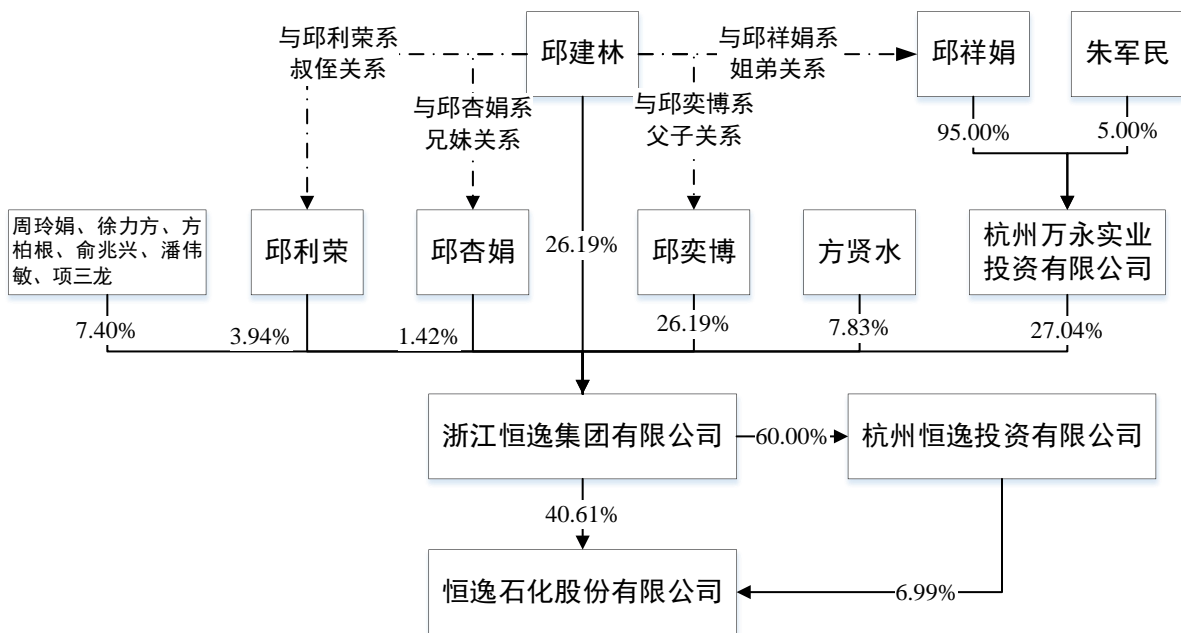 与邱利荣系
叔侄关系
邱建林
与邱祥娟系
姐弟关系
邱祥娟
朱军民
与邱杏娟系
兄妹关系
与邱奕博系
父子关系
95.00%
5.00%
周玲娟、徐力方、方
柏根、俞兆兴、潘伟
敏、项三龙
邱利荣
邱杏娟
26.19%
邱奕博
方贤水
杭州万永实业
投资有限公司
7.40%
3.94%
1.42%
26.19%
7.83%
27.04%
浙江恒逸集团有限公司
60.00%
杭州恒逸投资有限公司
40.61%
恒逸石化股份有限公司
6.99%